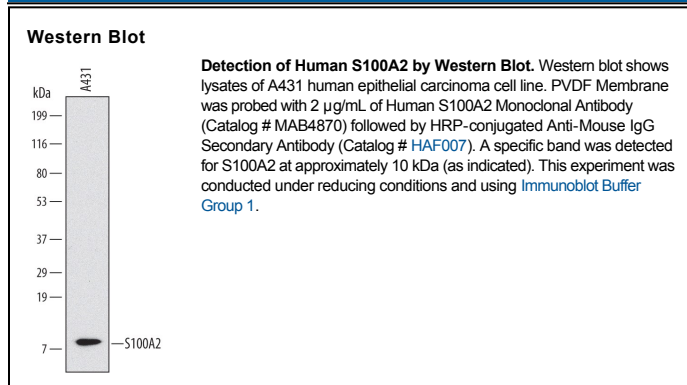 Western Blot
Detection of Human S100A2 by Western Blot. Western blot shows
lysates of A431 human epithelial carcinoma cell line. PVDF Membrane
was probed with 2 µg/mL of Human S100A2 Monoclonal Antibody
(Catalog # MAB4870) followed by HRP-conjugated Anti-Mouse IgG
Secondary Antibody (Catalog # HAF007). A specific band was detected
for S100A2 at approximately 10 kDa (as indicated). This experiment was
conducted under reducing conditions and using Immunoblot Buffer
Group 1.
kDa
A431
199
116
80
53
37
29
19
7
S100A2